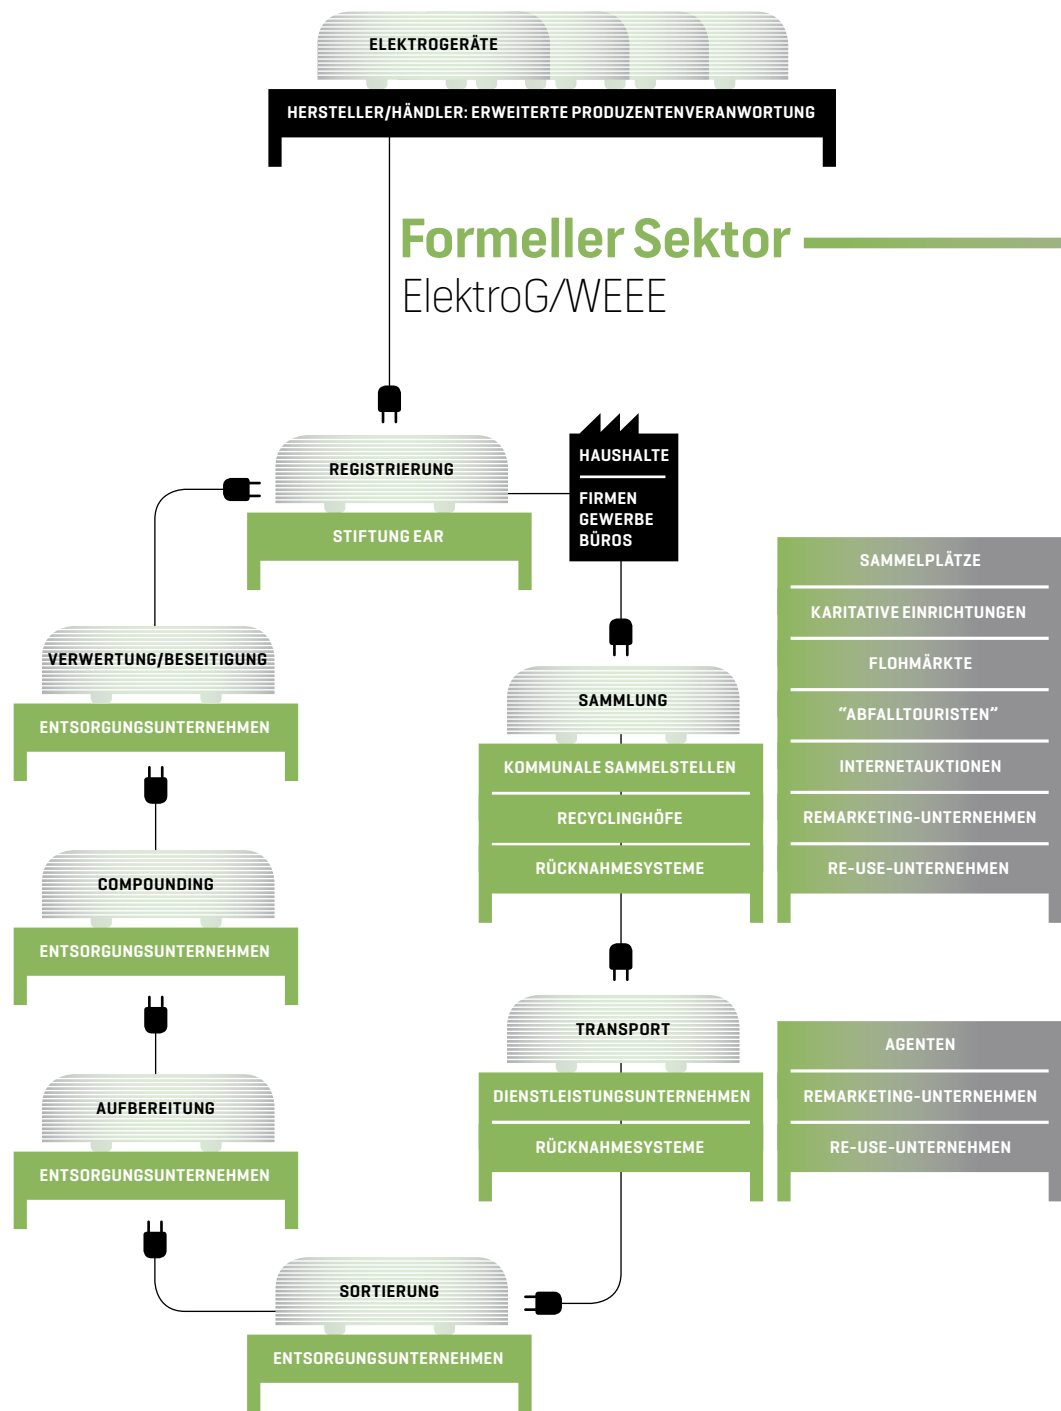 ELEKTROGERÄTE
HERSTELLER/HÄNDLER: ERWEITERTE PRODUZENTENVERANWORTUNG
Formeller Sektor
ElektroG/WEEE
REGISTRIERUNG
STIFTUNG EAR
HAUSHALTE
FIRMEN
GEWERBE
BÜROS
SAMMLUNG
KOMMUNALE SAMMELSTELLEN
RECYCLINGHÖFE
RÜCKNAHMESYSTEME
SAMMELPLÄTZE
KARITATIVE EINRICHTUNGEN
FLOHMÄRKTE
"ABFALLTOURISTEN"
INTERNETAUKTIONEN
REMARKETING-UNTERNEHMEN
RE-USE-UNTERNEHMEN
TRANSPORT
DIENSTLEISTUNGSUNTERNEHMEN
RÜCKNAHMESYSTEME
AGENTEN
REMARKETING-UNTERNEHMEN
RE-USE-UNTERNEHMEN
SORTIERUNG
ENTSORGUNGSUNTERNEHMEN
AUFBEREITUNG
ENTSORGUNGSUNTERNEHMEN
COMPOUNDING
ENTSORGUNGSUNTERNEHMEN
VERWERTUNG/BESEITIGUNG
ENTSORGUNGSUNTERNEHMEN